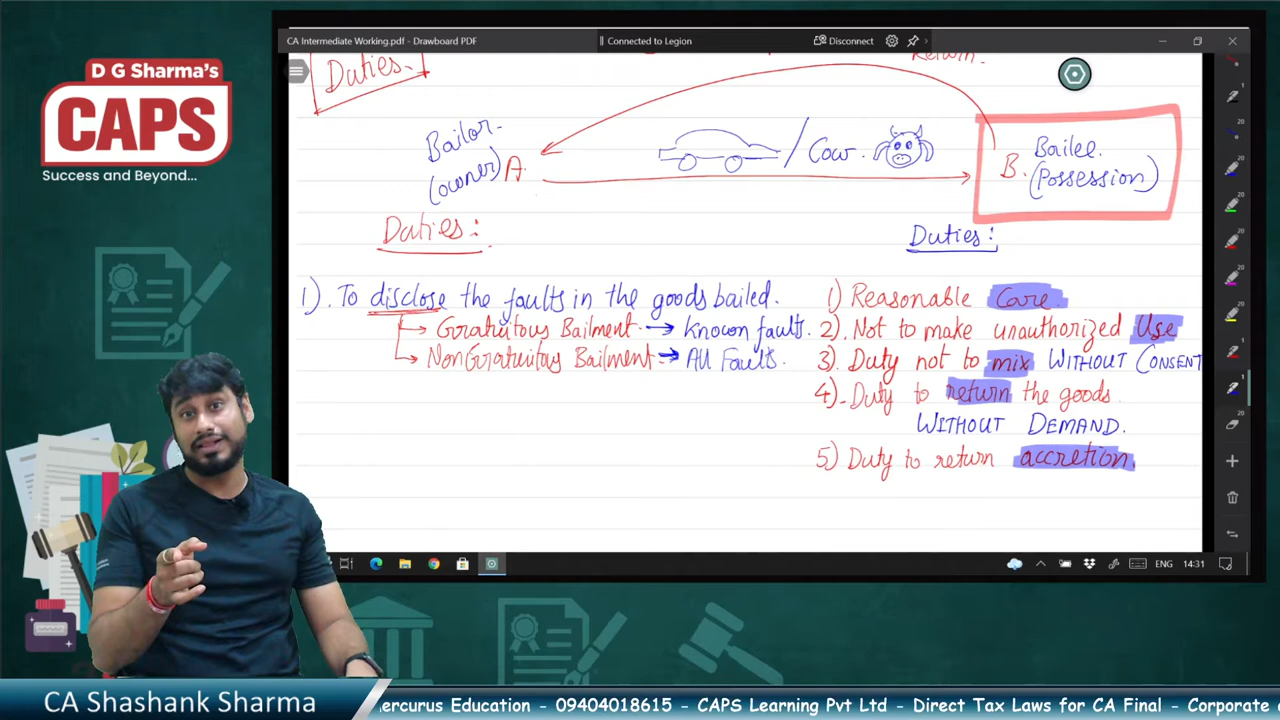 D G Sharma's
CAPS
Success and Beyond...
CA Intermediate Working.pdf - Drawboard PDF
Connected to Legion
Disconnect
Duties.
Return.
Bailor.
(owner) A.
/ Cow.
B. Bailee.
(Possession)
Duties:
1). To disclose the faults in the goods bailed.
Gratuitous Bailment → Known faults.
Non Gratuitous Bailment → All Faults.
Duties:
1) Reasonable Care.
2). Not to make unauthorized Use
3). Duty not to mix WITHOUT CONSENT
4). Duty to return the goods.
WITHOUT DEMAND.
5) Duty to return accretion.
ENG 14:31
CA Shashank Sharma
ercurus Education - 09404018615 - CAPS Learning Pvt Ltd - Direct Tax Laws for CA Final - Corporate